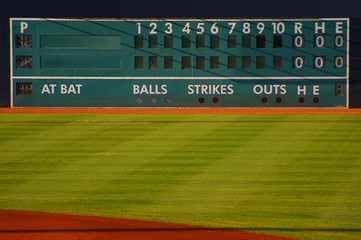 P 1 2 3 4 5 6 7 8 9 10 R H E
0 0 0
0 0 0
AT BAT BALLS STRIKES OUTS H E